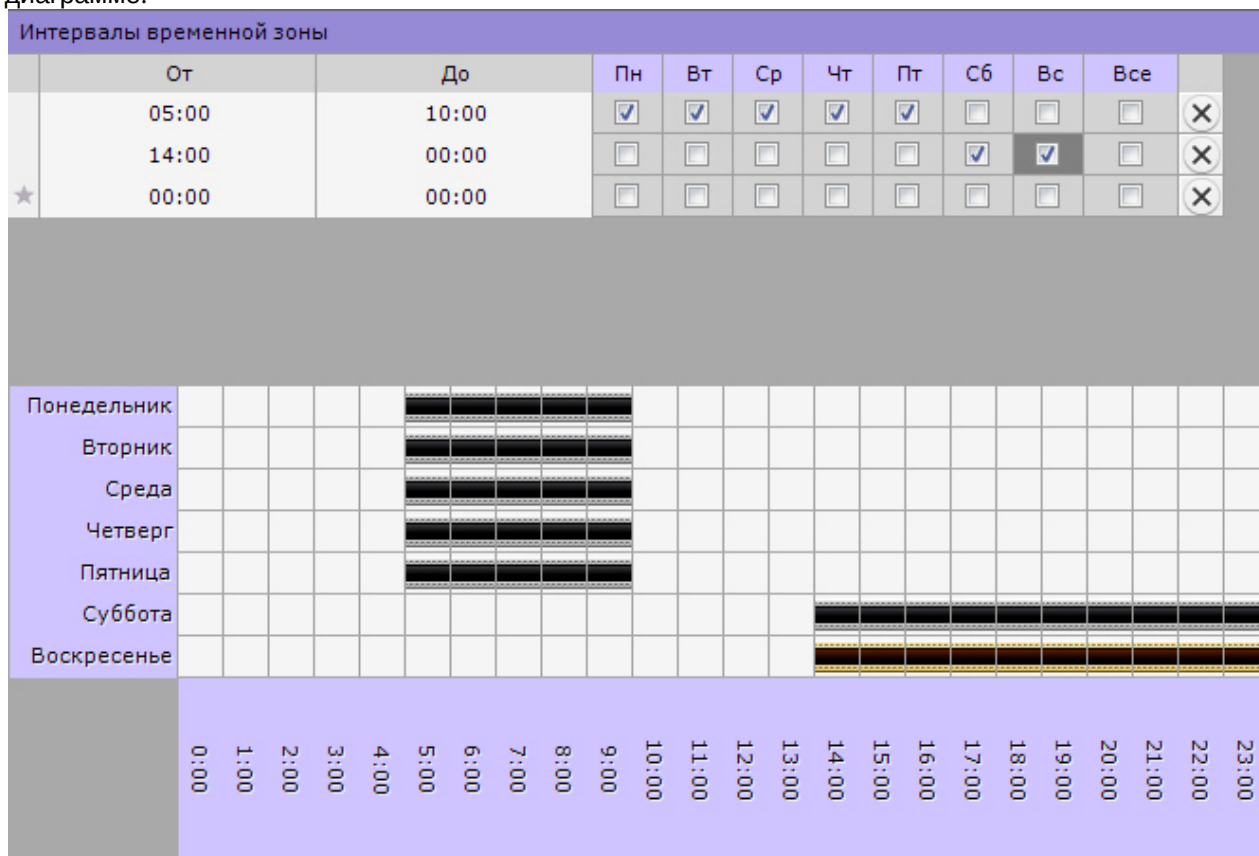 диаграмме.
Интервалы временной зоны
От До Пн Вт Ср Чт Пт Сб Вс Все
05:00 10:00
14:00 00:00
00:00 00:00
Понедельник
Вторник
Среда
Четверг
Пятница
Суббота
Воскресенье
0:00 1:00 2:00 3:00 4:00 5:00 6:00 7:00 8:00 9:00 10:00 11:00 12:00 13:00 14:00 15:00 16:00 17:00 18:00 19:00 20:00 21:00 22:00 23:00